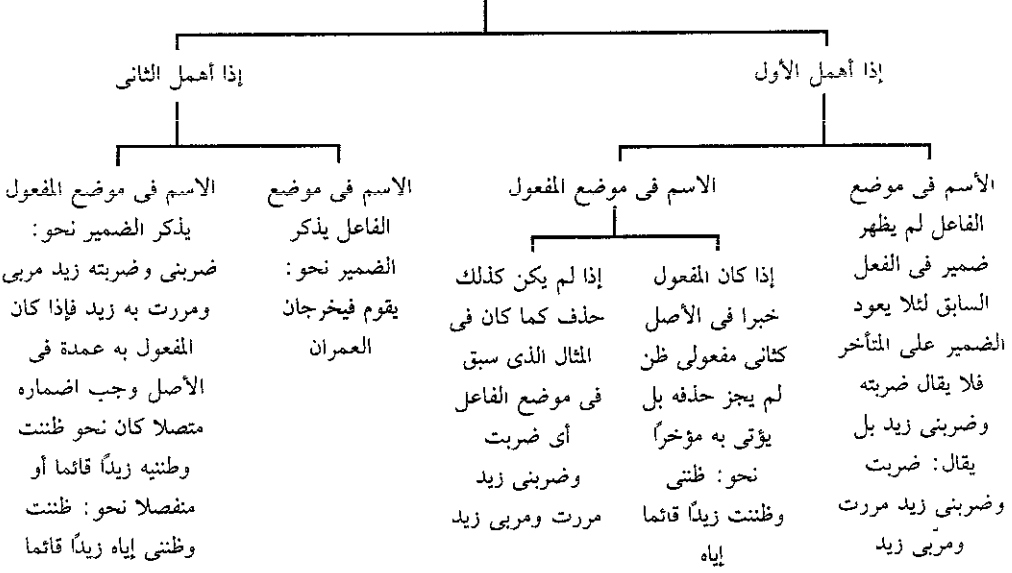 إذا أهمل الأول
إذا أهمل الثانى
الأسم فى موضع
الفاعل لم يظهر
ضمير فى الفعل
السابق لئلا يعود
الضمير على المتأخر
فلا يقال ضربته
وضربنى زيد بل
يقال : ضربت
وضربنى زيد مررت
ومرّبى زيد
الاسم فى موضع المفعول
إذا كان المفعول
خبرا فى الأصل
كثانى مفعولى ظن
لم يجز حذفه بل
يؤتى به مؤخراً
نحو : ظننى
وظننت زيدًا قائما
إياه
إذا لم يكن كذلك
حذف كما كان فى
المثال الذى سبق
فى موضع الفاعل
أى ضربت
وضربنى زيد
مررت ومربى زيد
الاسم فى موضع
الفاعل يذكر
الضمير نحو :
يقوم فيخرجان
العمران
الاسم فى موضع المفعول
يذكر الضمير نحو :
ضربنى وضربته زيد مربى
ومررت به زيد فإذا كان
المفعول به عمدة فى
الأصل وجب اضماره
متصلا كان نحو ظننت
وطننيه زيدًا قائما أو
منفصلا نحو : ظننت
وظننى إياه زيدًا قائما